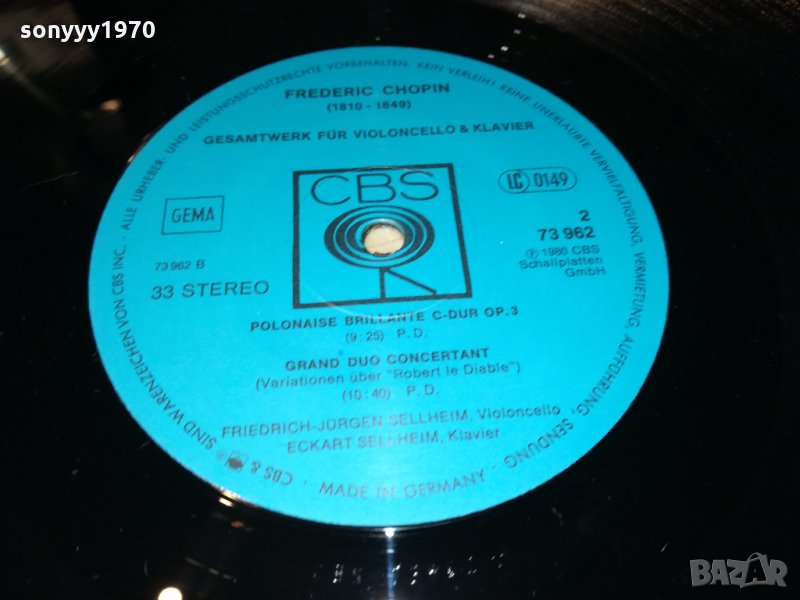 sonyyy1970
FREDERIC CHOPIN
(1810 - 1849)
GESAMTWERK FÜR VIOLONCELLO & KLAVIER
CBS
GEMA
LC 0149
2
73 962
℗ 1980 CBS
Schallplatten
GmbH
73 962 B
33 STEREO
POLONAISE BRILLANTE C-DUR OP. 3
(9:25) P.D.
GRAND DUO CONCERTANT
(Variationen über "Robert le Diable")
(10:40) P.D.
FRIEDRICH-JÜRGEN SELLHEIM, Violoncello
ECKART SELLHEIM, Klavier
CBS & SIND WARENZEICHEN VON CBS INC. · ALLE URHEBER- UND LEISTUNGSSCHUTZRECHTE VORBEHALTEN. KEIN VERLEIH! KEINE UNERLAUBTE VERVIELFÄLTIGUNG, VERMIETUNG, AUFFÜHRUNG, SENDUNG.
· MADE IN GERMANY ·
BAZAR